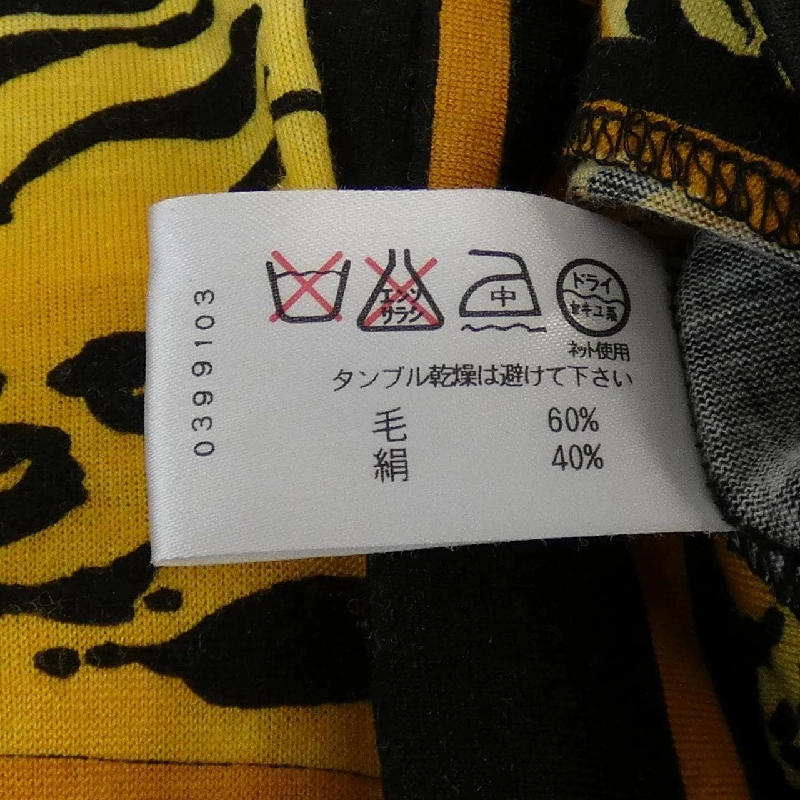 エンソ
サラシ
中
ドライ
セキユ系
ネット使用
タンブル乾燥は避けて下さい
毛 60%
絹 40%
0399103